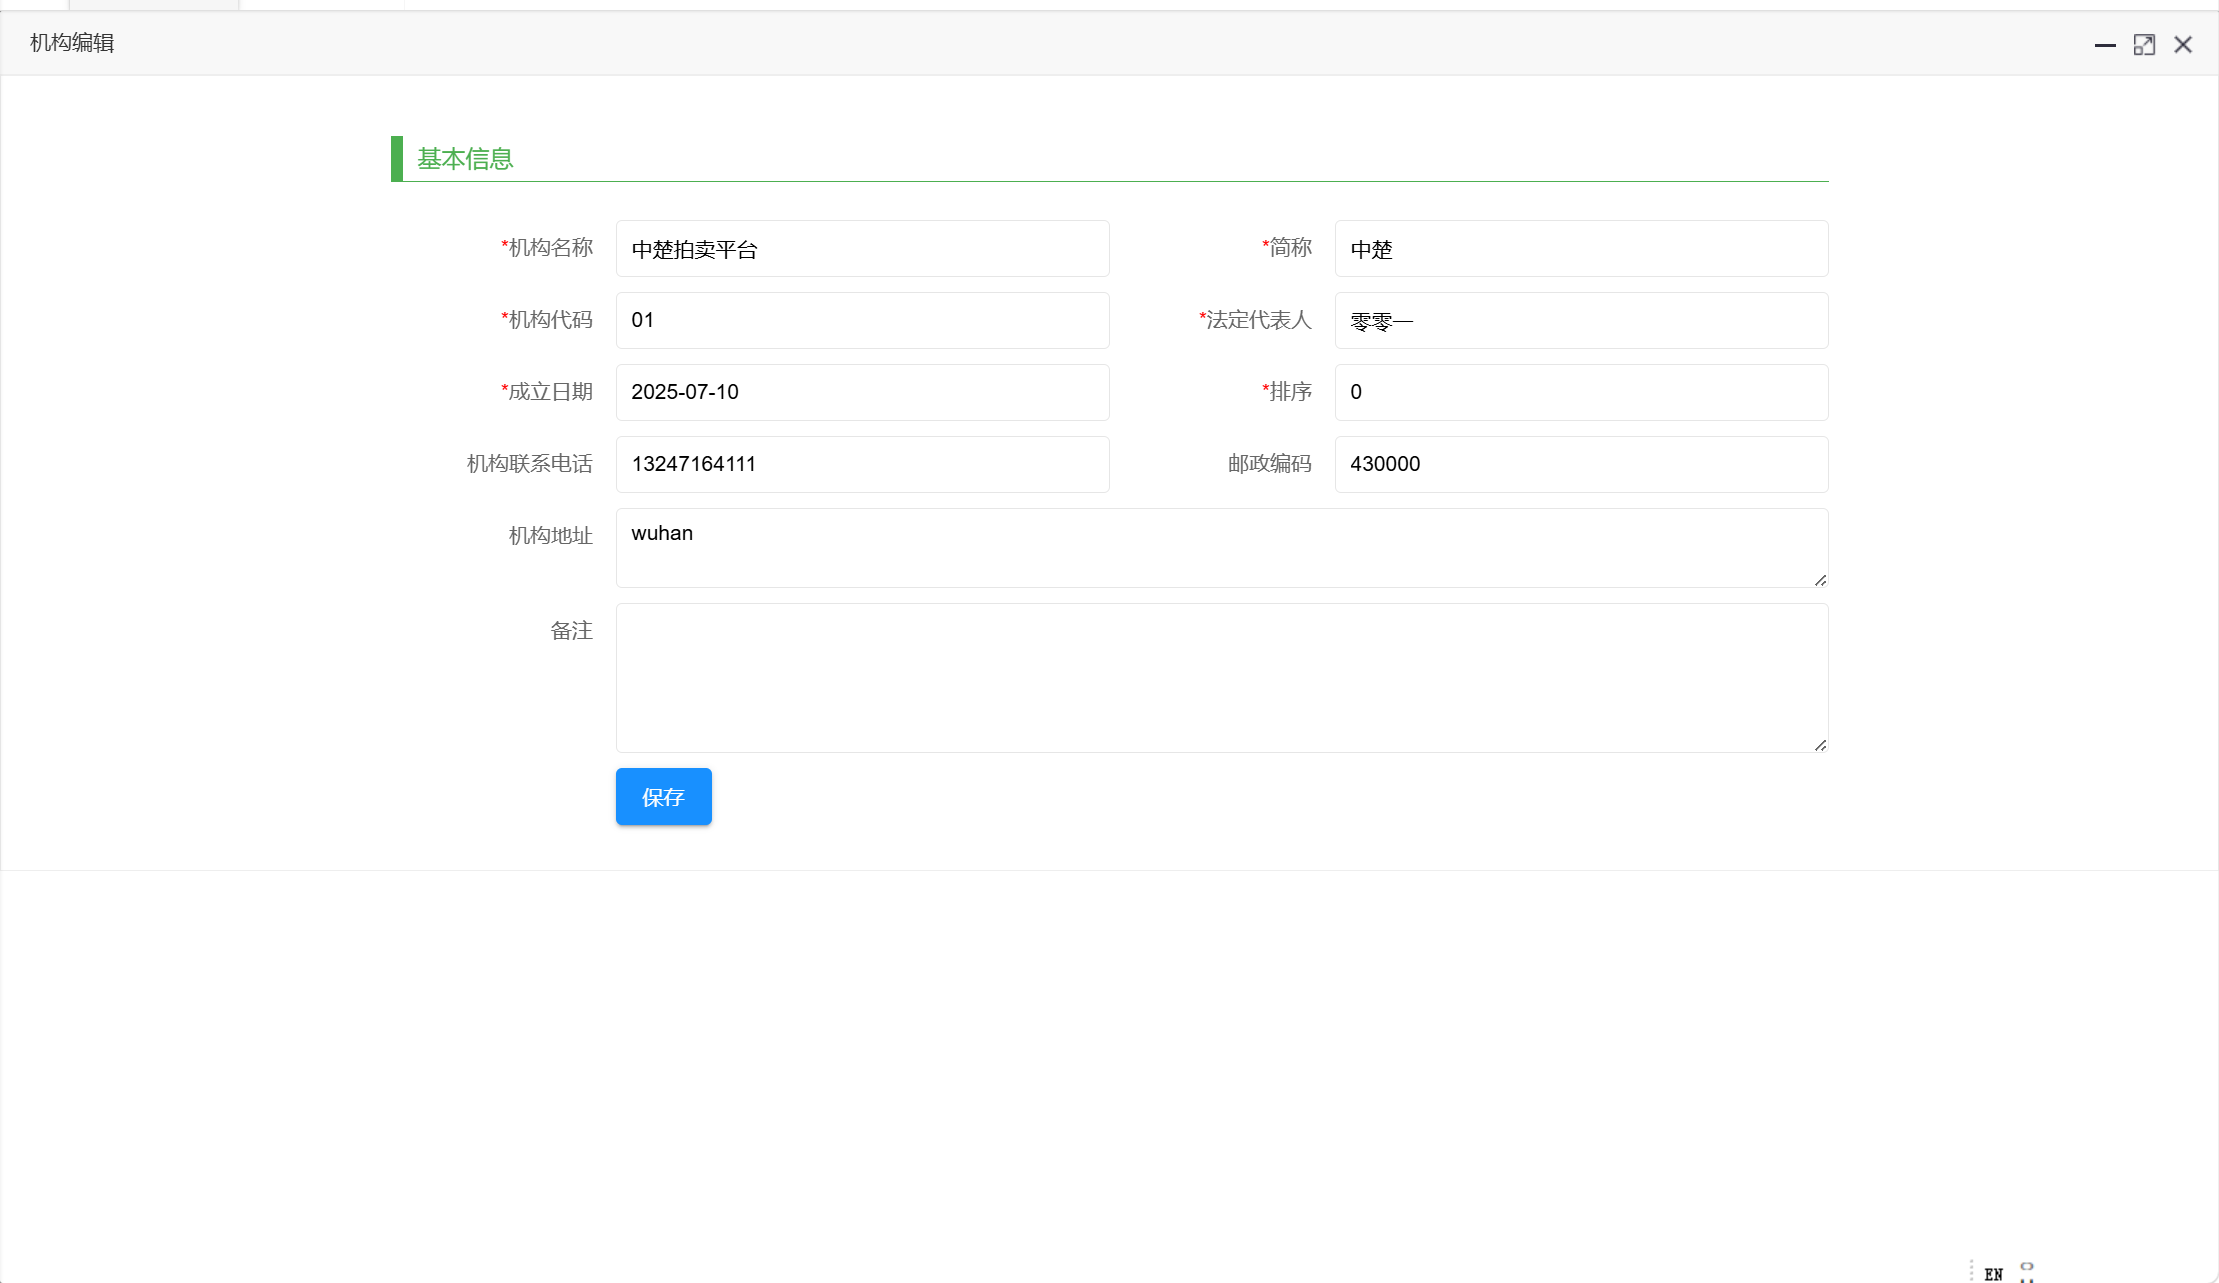 机构编辑
基本信息
*机构名称 中楚拍卖平台 *简称 中楚
*机构代码 01 *法定代表人 零零一
*成立日期 2025-07-10 *排序 0
机构联系电话 13247164111 邮政编码 430000
机构地址 wuhan
备注
保存
EN